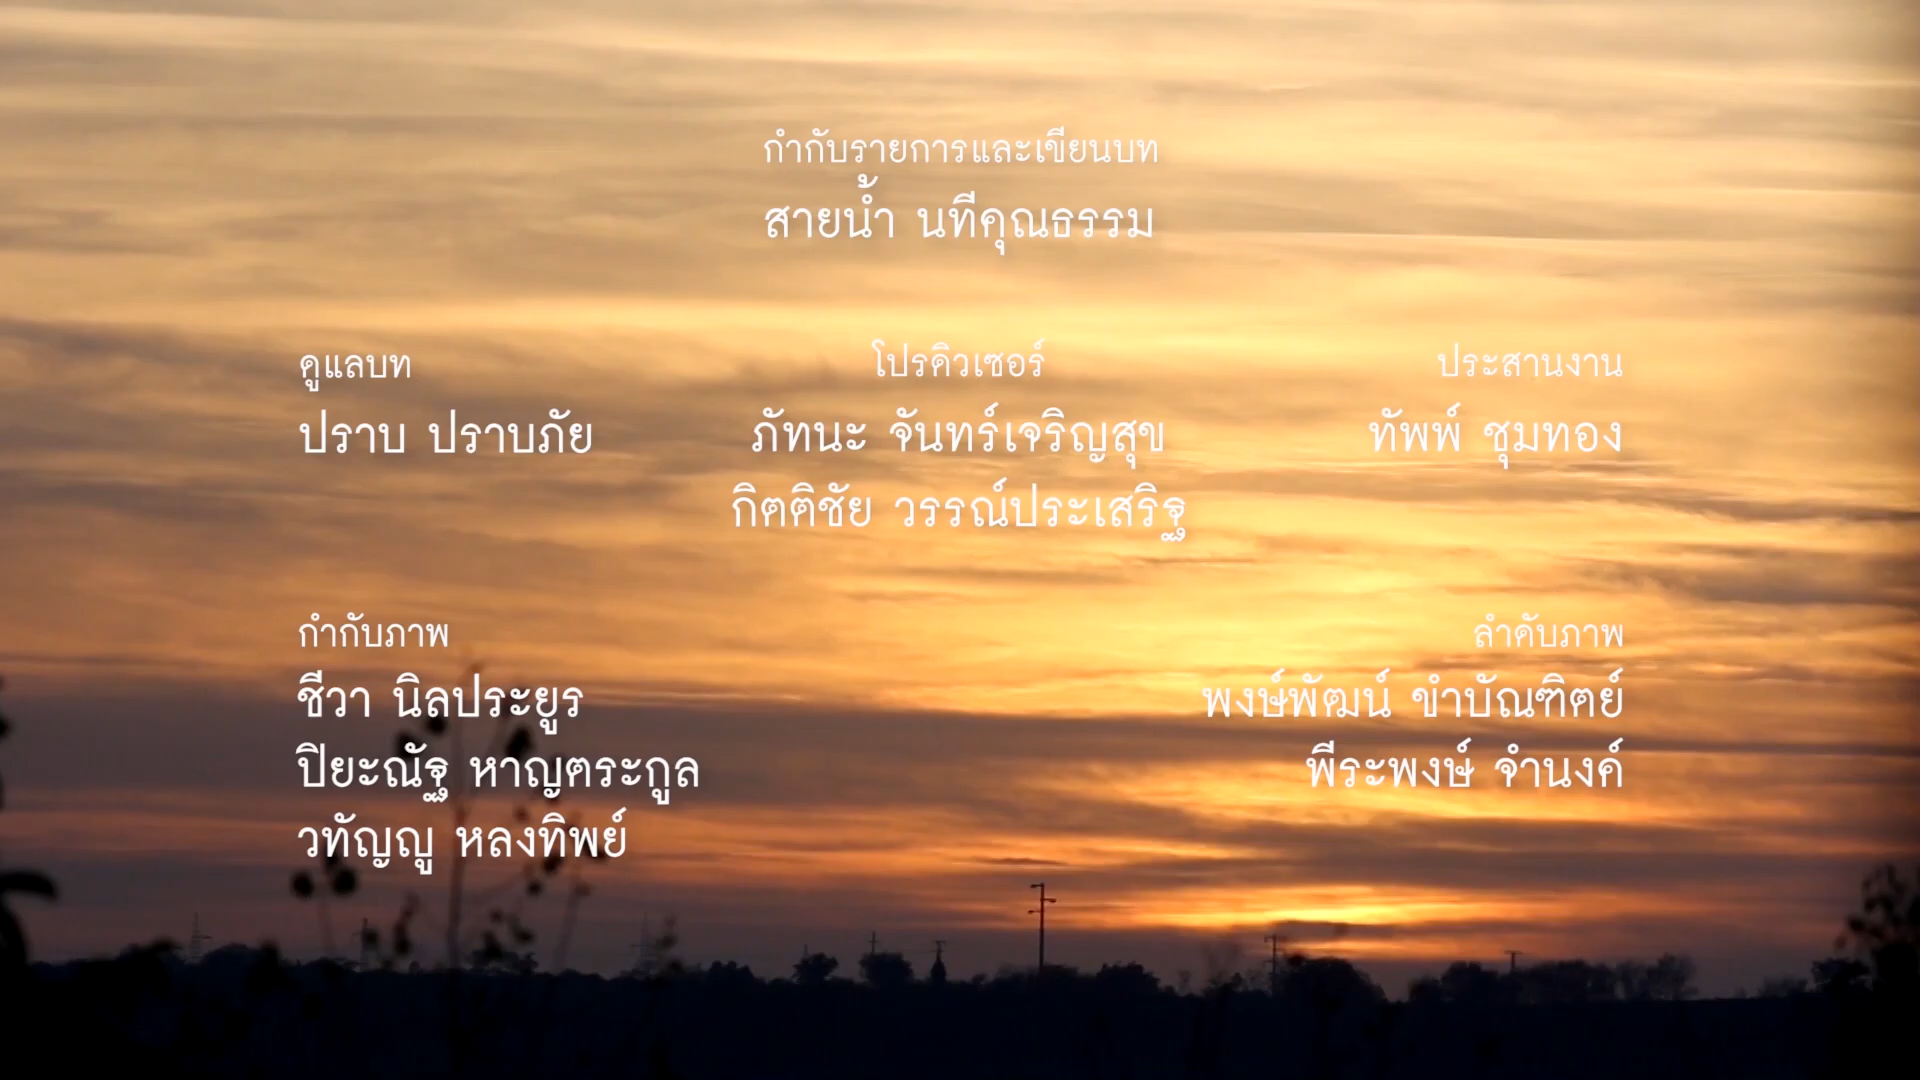 กำกับรายการและเขียนบท
สายน้ำ นทีคุณธรรม
ดูแลบท
ปราบ ปราบภัย
โปรดิวเซอร์
ภัทนะ จันทร์เจริญสุข
กิตติชัย วรรณ์ประเสริฐ
ประสานงาน
ทัพพ์ ชุมทอง
กำกับภาพ
ชีวา นิลประยูร
ปิยะณัฐ หาญตระกูล
วทัญญู หลงทิพย์
ลำดับภาพ
พงษ์พัฒน์ ขำบัณฑิตย์
พีระพงษ์ จำนงค์